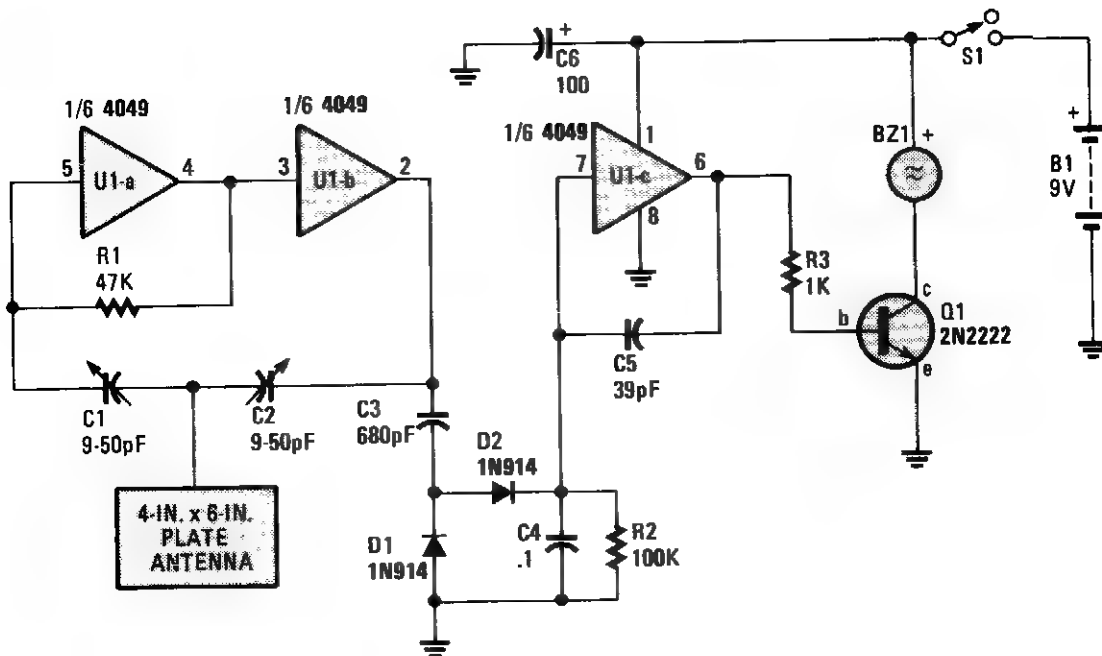 +
C6
100
S1
1/6 4049
1/6 4049
1/6 4049
1
BZ1 +
+
B1
9V
5
U1-a
4
3
U1-b
2
7
U1-c
6
8
R1
47K
R3
1K
c
b
Q1
2N2222
e
C5
39pF
C1
9-50pF
C2
9-50pF
C3
680pF
D2
1N914
4-IN. x 6-IN.
PLATE
ANTENNA
D1
1N914
C4
.1
R2
100K